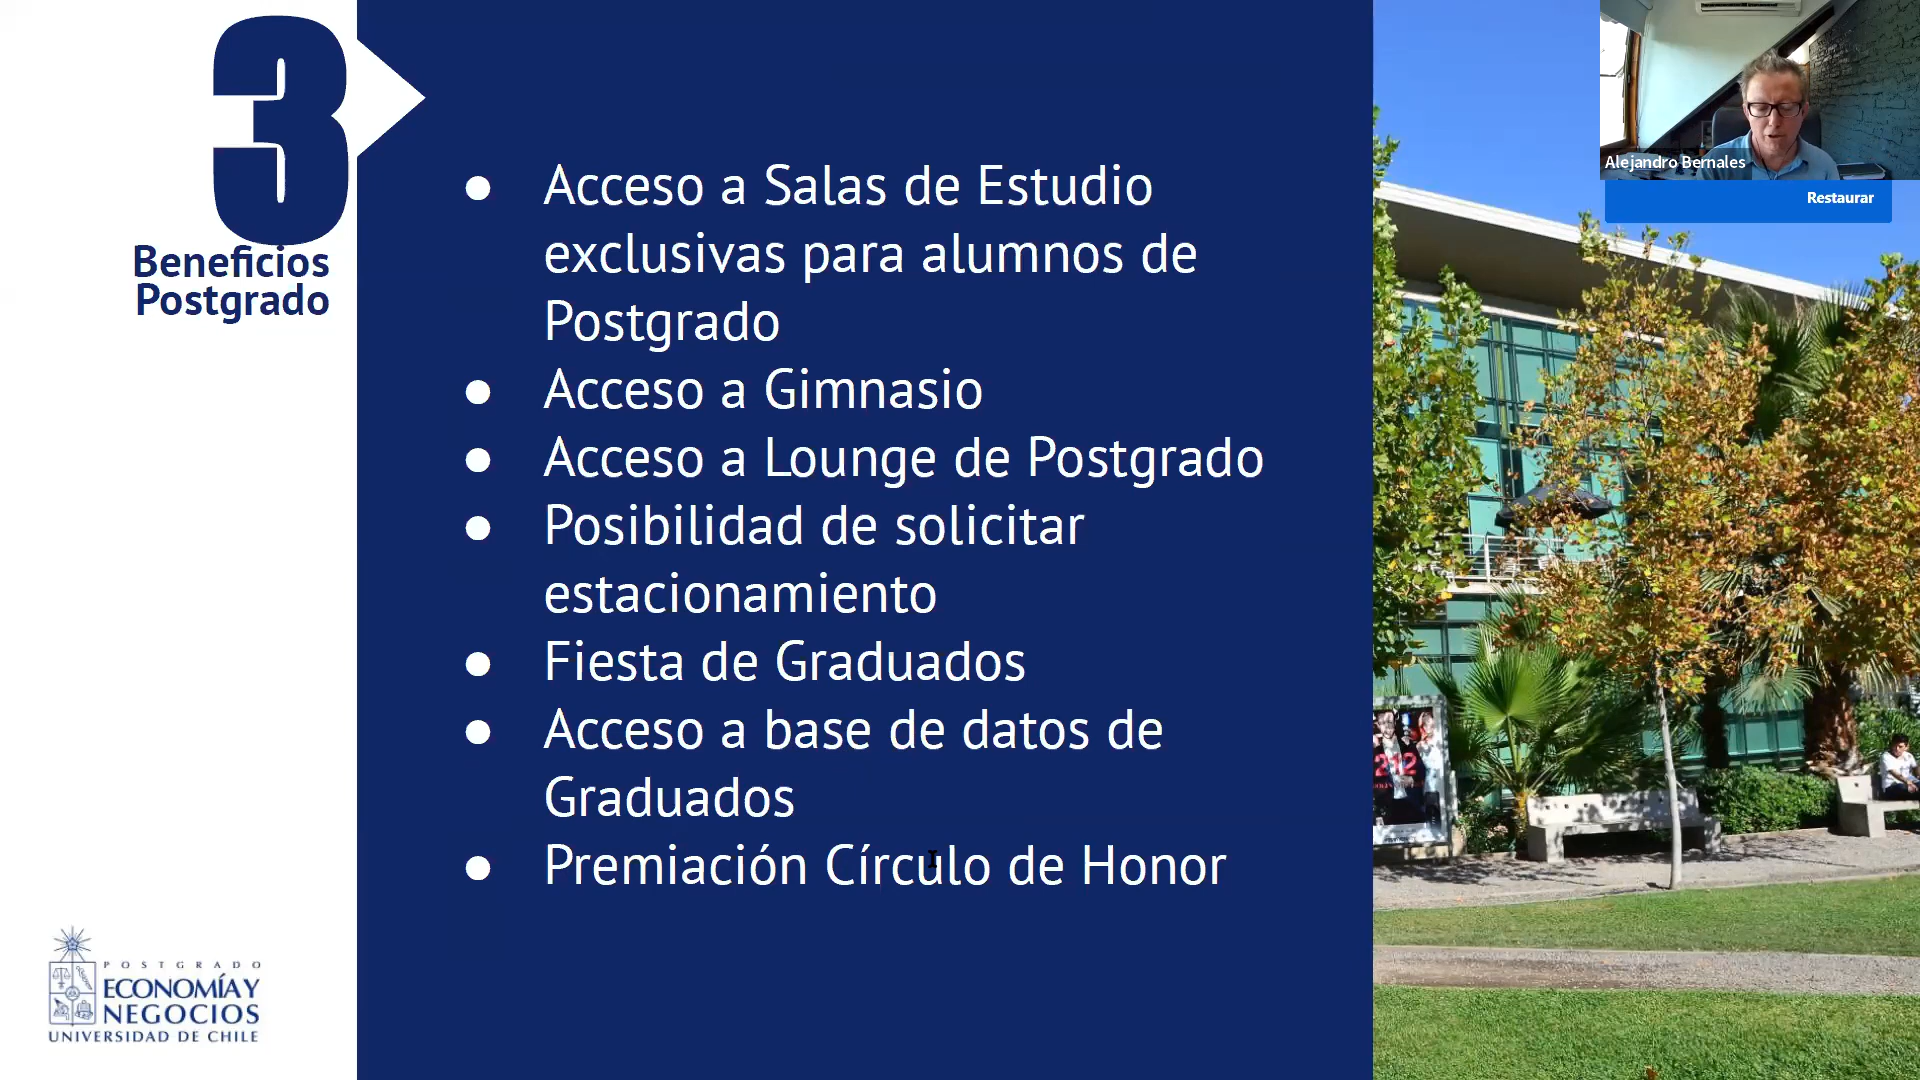 3
Beneficios
Postgrado
● Acceso a Salas de Estudio
exclusivas para alumnos de
Postgrado
● Acceso a Gimnasio
● Acceso a Lounge de Postgrado
● Posibilidad de solicitar
estacionamiento
● Fiesta de Graduados
● Acceso a base de datos de
Graduados
● Premiación Círculo de Honor
POSTGRADO
ECONOMÍA Y
NEGOCIOS
UNIVERSIDAD DE CHILE
Alejandro Bernales
Restaurar
212